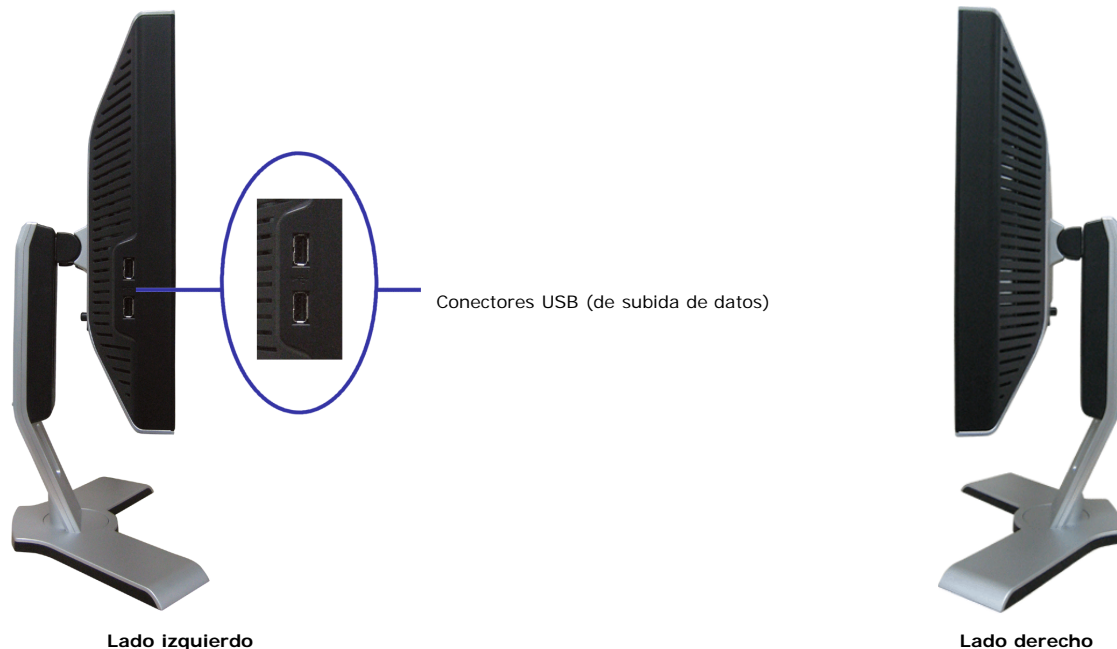 Conectores USB (de subida de datos)
Lado izquierdo
Lado derecho